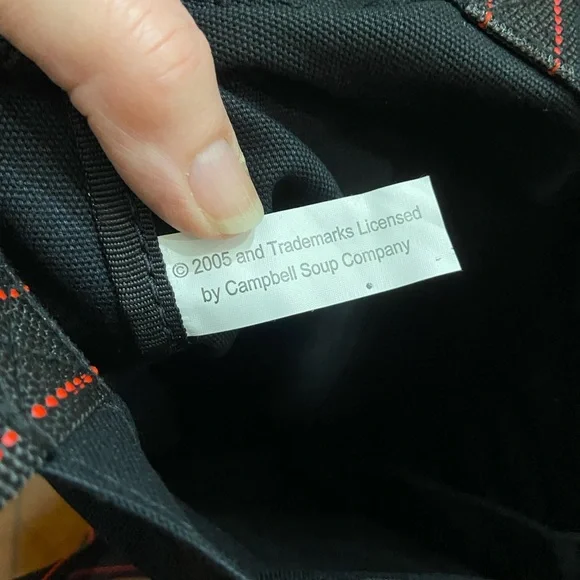 © 2005 and Trademarks Licensed
by Campbell Soup Company